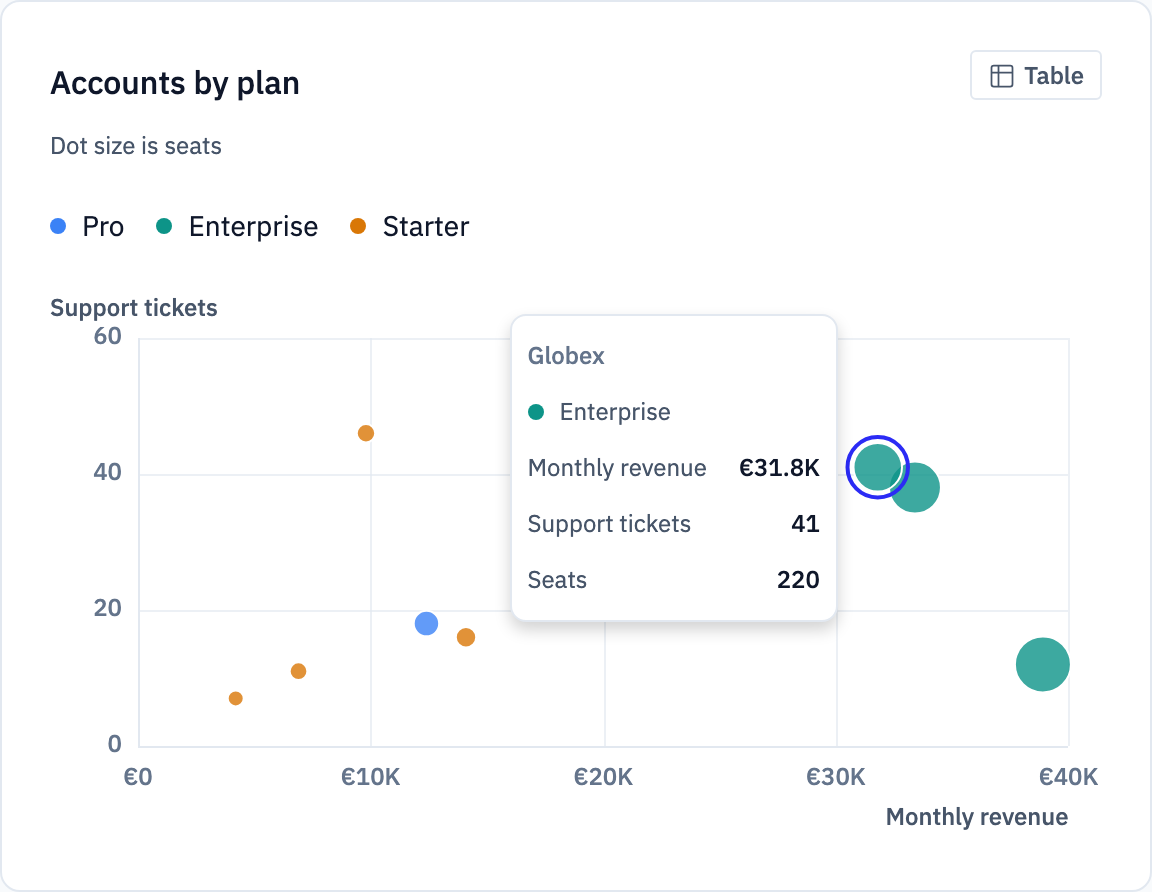 Accounts by plan
Table
Dot size is seats
Pro
Enterprise
Starter
Support tickets
60
40
20
0
Globex
Enterprise
Monthly revenue €31.8K
Support tickets 41
Seats 220
€0
€10K
€20K
€30K
€40K
Monthly revenue